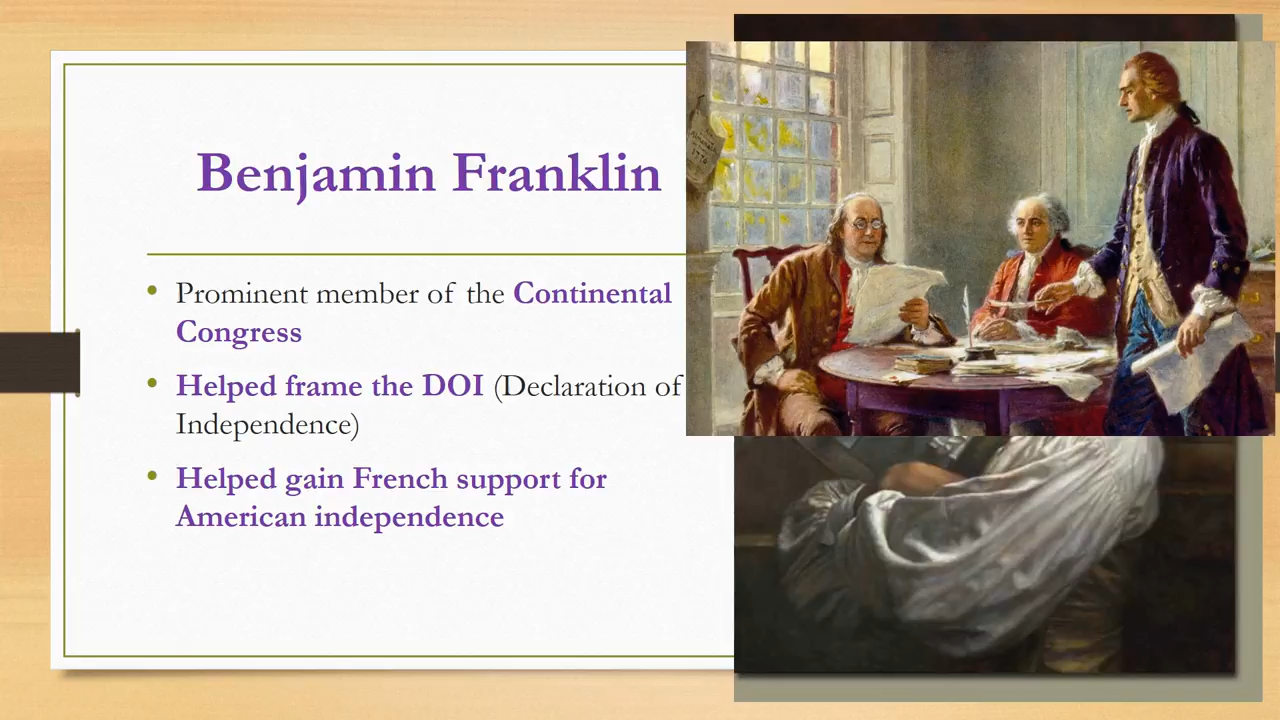 Benjamin Franklin
• Prominent member of the Continental
Congress
• Helped frame the DOI (Declaration of
Independence)
• Helped gain French support for
American independence
1776